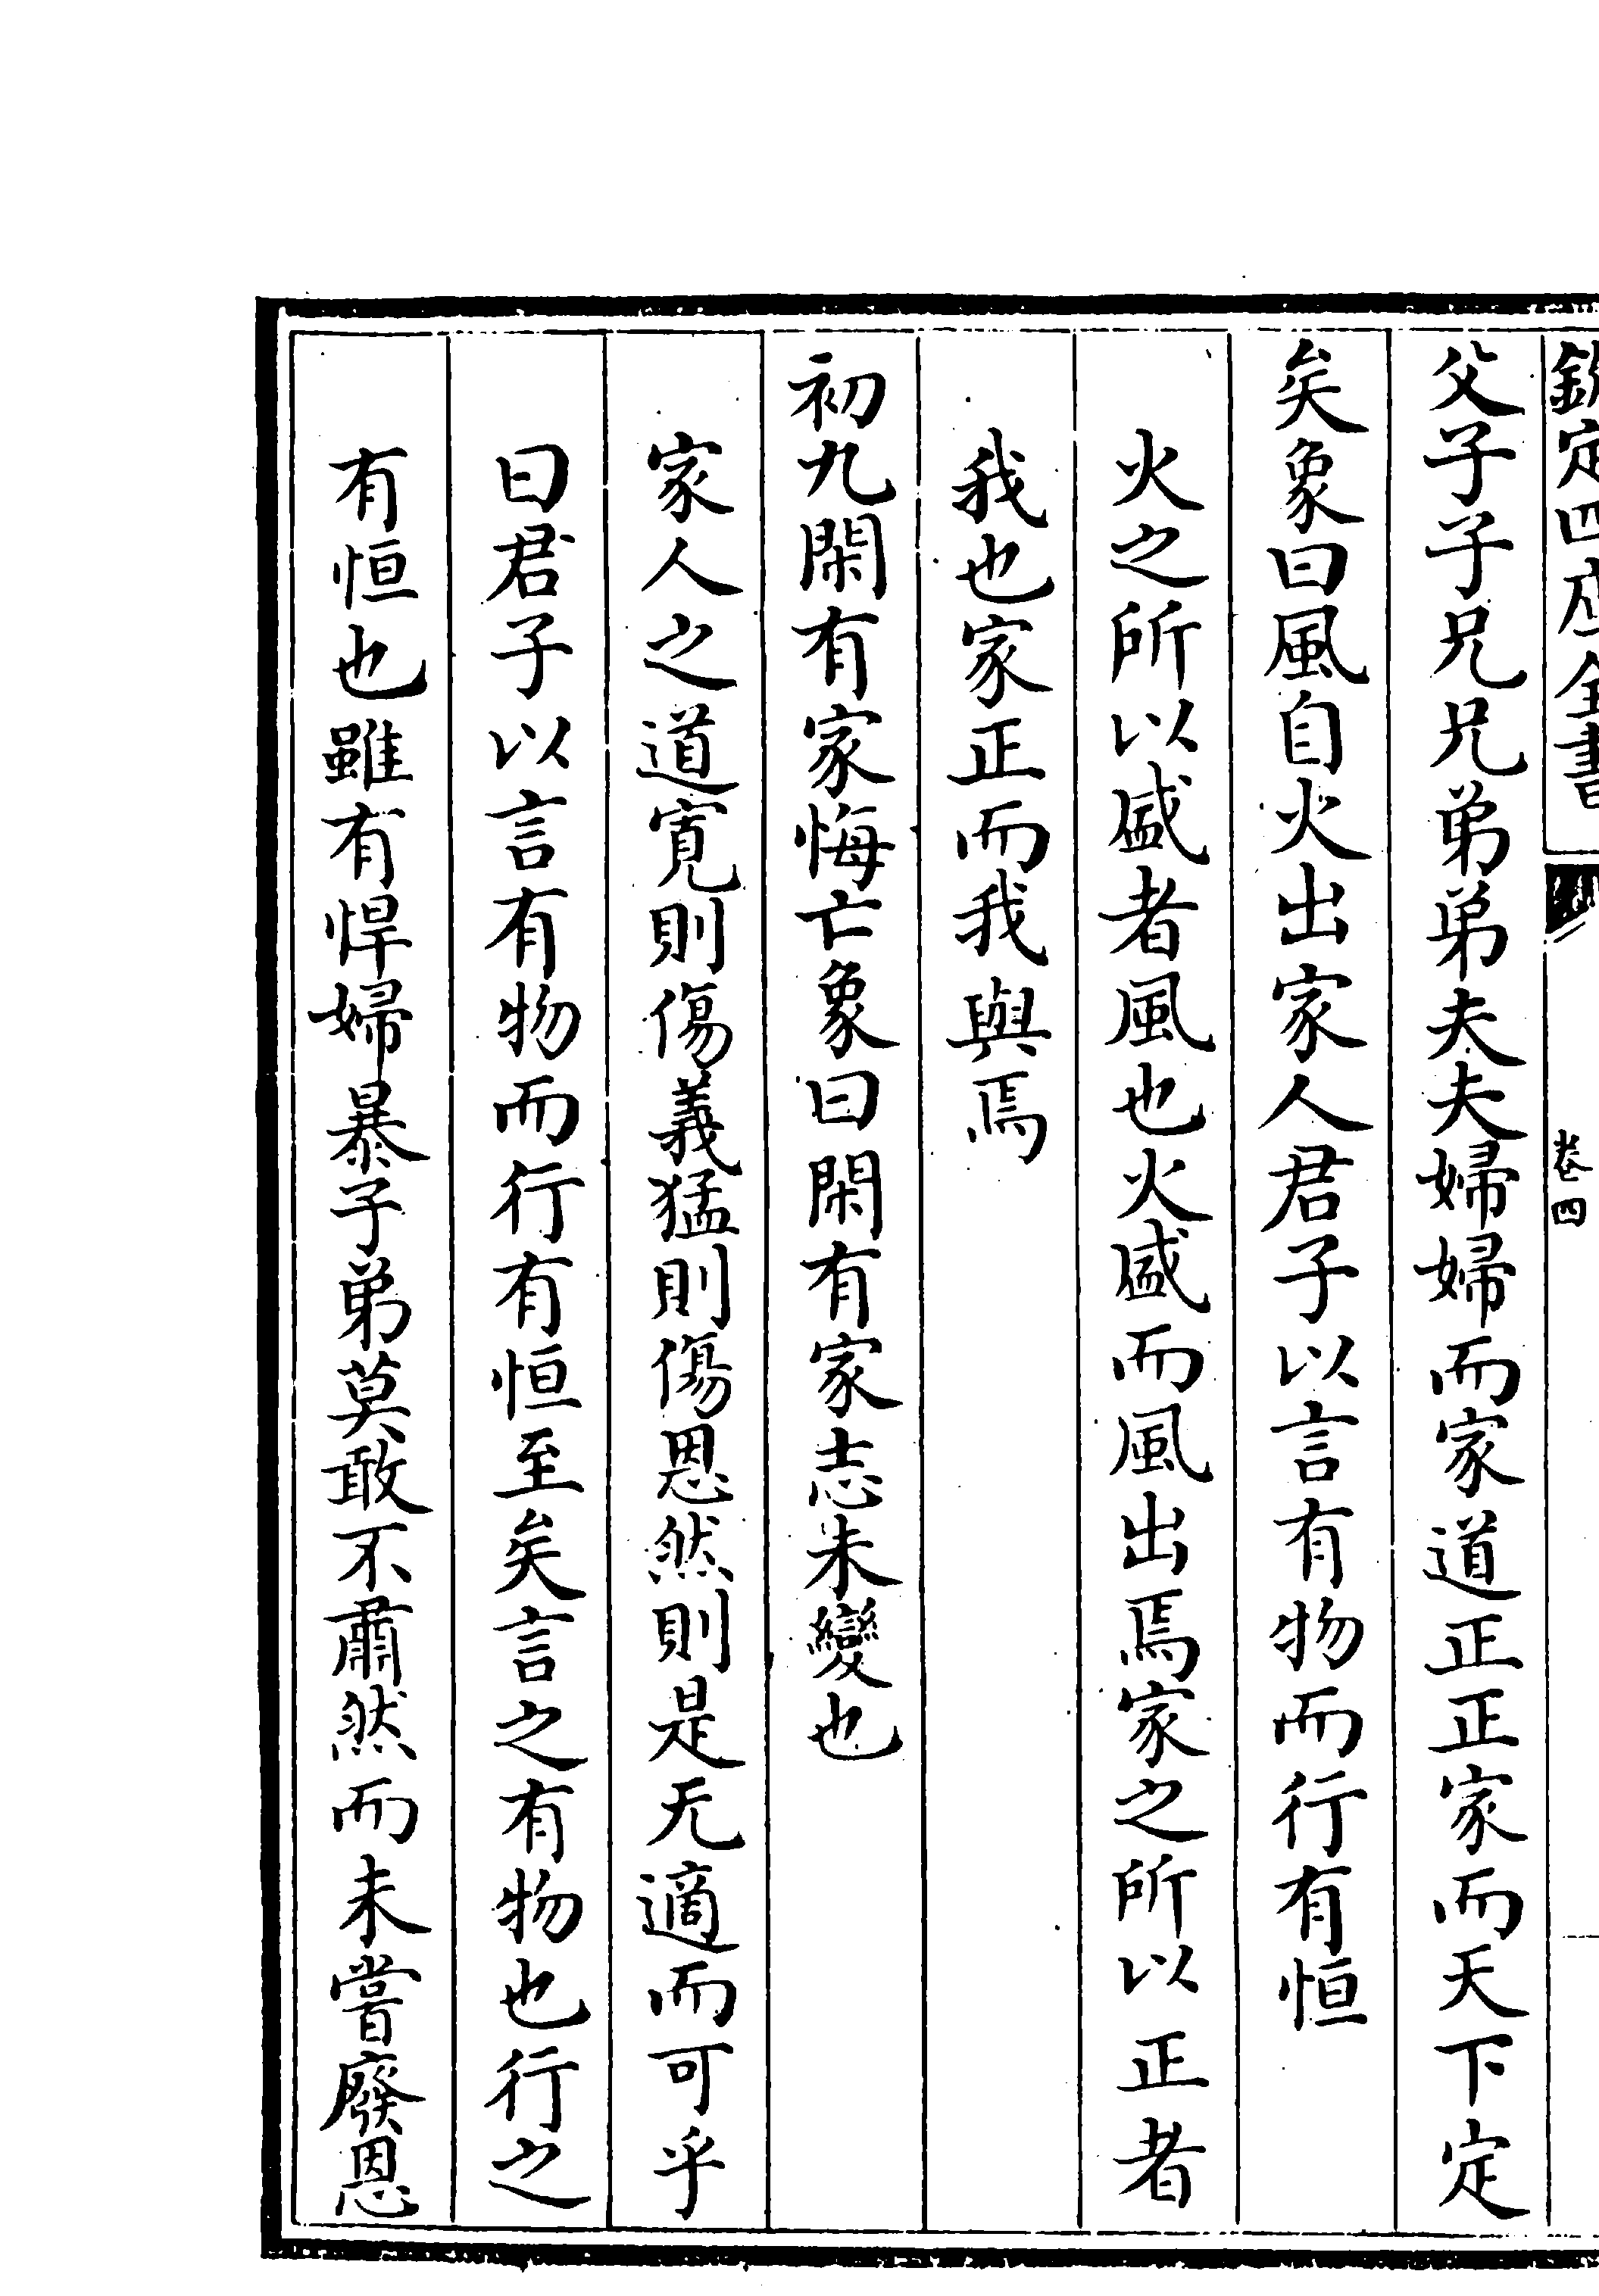 欽定四庫全書
卷四
父子子兄兄弟弟夫夫婦婦而家道正正家而天下定
矣象曰風自火出家人君子以言有物而行有恒
火之所以盛者風也火盛而風出焉家之所以正者
我也家正而我與焉
初九閑有家悔亡象曰閑有家志未變也
家人之道寛則傷義猛則傷恩然則是无適而可乎
曰君子以言有物而行有恒至矣言之有物也行之
有恒也雖有悍婦暴子弟莫敢不肅然而未嘗廢恩